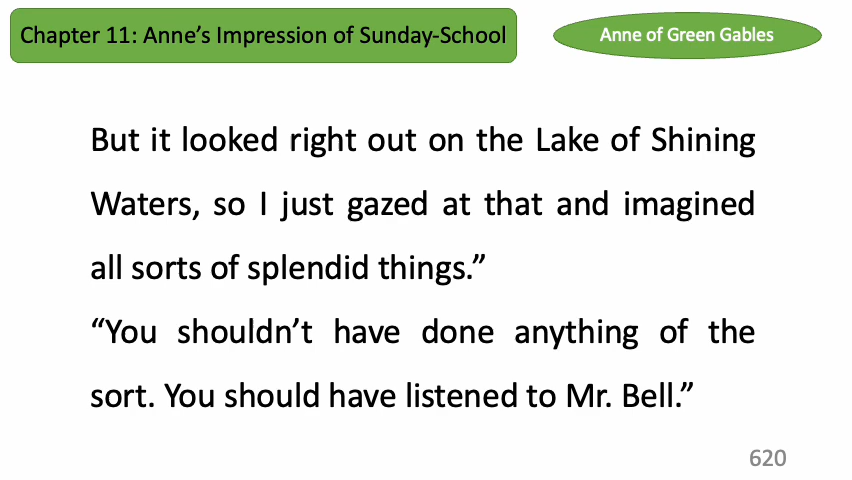 Chapter 11: Anne’s Impression of Sunday-School
Anne of Green Gables
But it looked right out on the Lake of Shining
Waters, so I just gazed at that and imagined
all sorts of splendid things.”
“You shouldn’t have done anything of the
sort. You should have listened to Mr. Bell.”
620